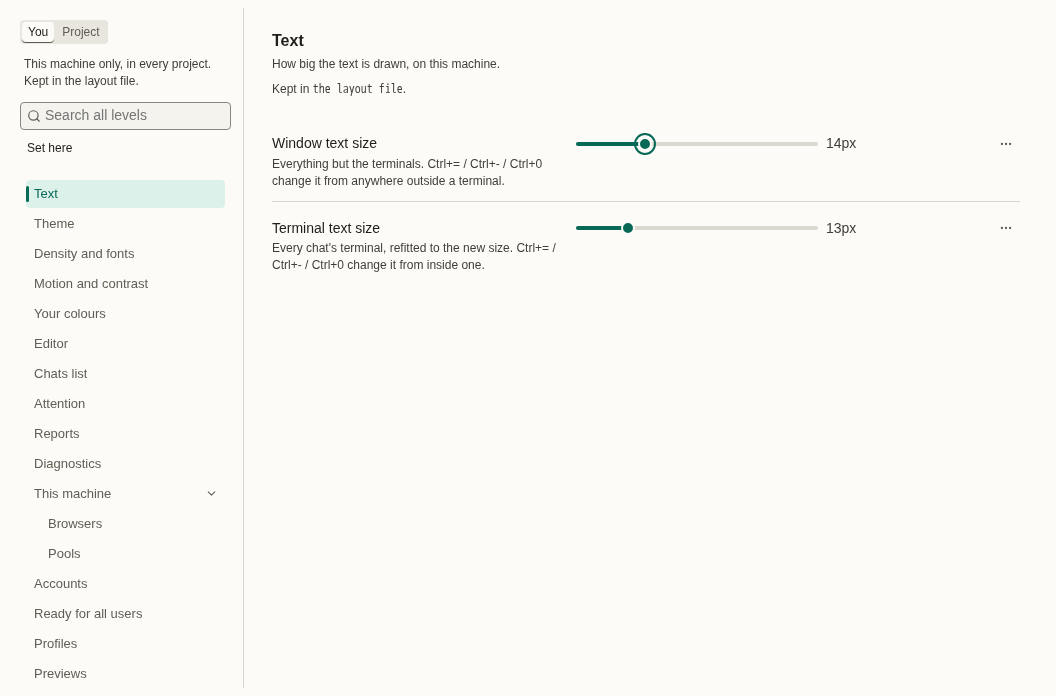 You Project
This machine only, in every project.
Kept in the layout file.
Search all levels
Set here
Text
Theme
Density and fonts
Motion and contrast
Your colours
Editor
Chats list
Attention
Reports
Diagnostics
This machine
Browsers
Pools
Accounts
Ready for all users
Profiles
Previews
Text
How big the text is drawn, on this machine.
Kept in the layout file.
Window text size
Everything but the terminals. Ctrl+= / Ctrl+- / Ctrl+0
change it from anywhere outside a terminal.
14px
Terminal text size
Every chat's terminal, refitted to the new size. Ctrl+= /
Ctrl+- / Ctrl+0 change it from inside one.
13px